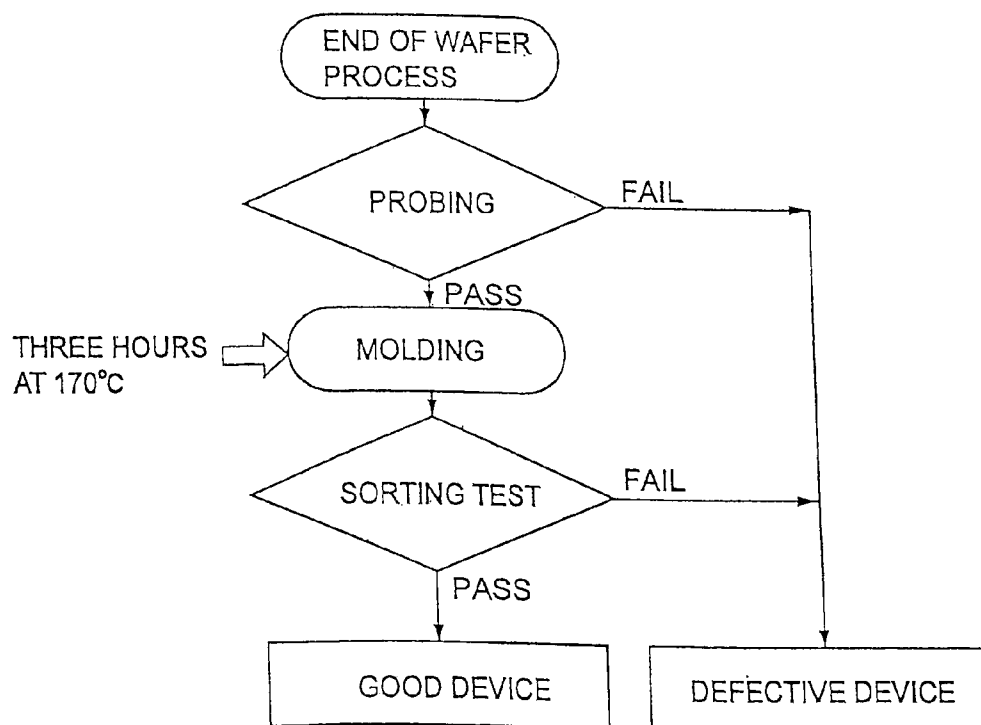 END OF WAFER
PROCESS
PROBING
FAIL
PASS
THREE HOURS
AT 170°C
MOLDING
SORTING TEST
FAIL
PASS
GOOD DEVICE
DEFECTIVE DEVICE